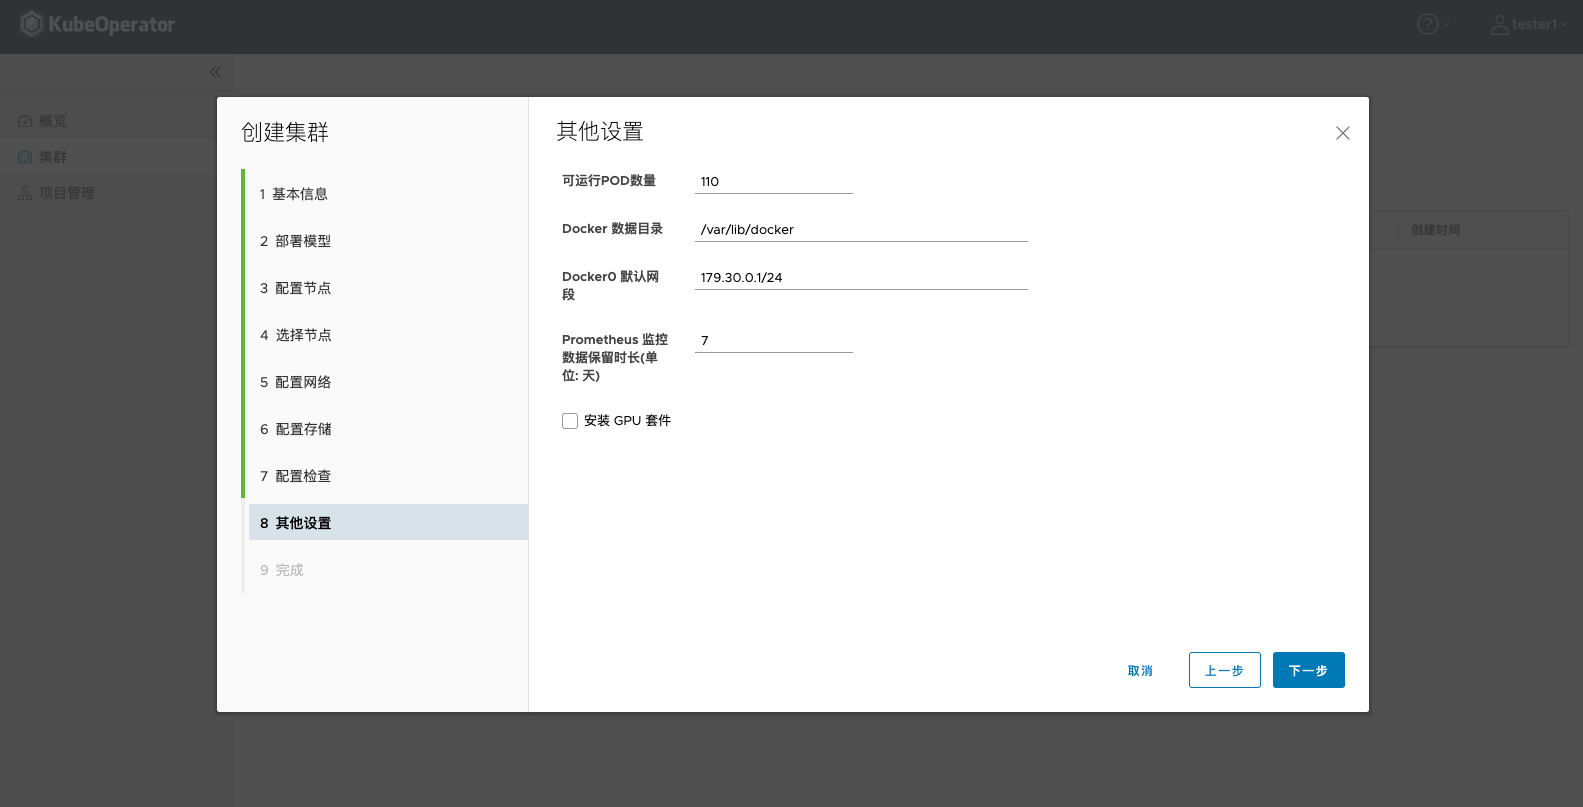 KubeOperator
tester1
概览
集群
项目管理
创建时间
创建集群
1 基本信息
2 部署模型
3 配置节点
4 选择节点
5 配置网络
6 配置存储
7 配置检查
8 其他设置
9 完成
其他设置
可运行POD数量
110
Docker 数据目录
/var/lib/docker
Docker0 默认网
段
179.30.0.1/24
Prometheus 监控
数据保留时长(单
位: 天)
7
安装 GPU 套件
取消
上一步
下一步